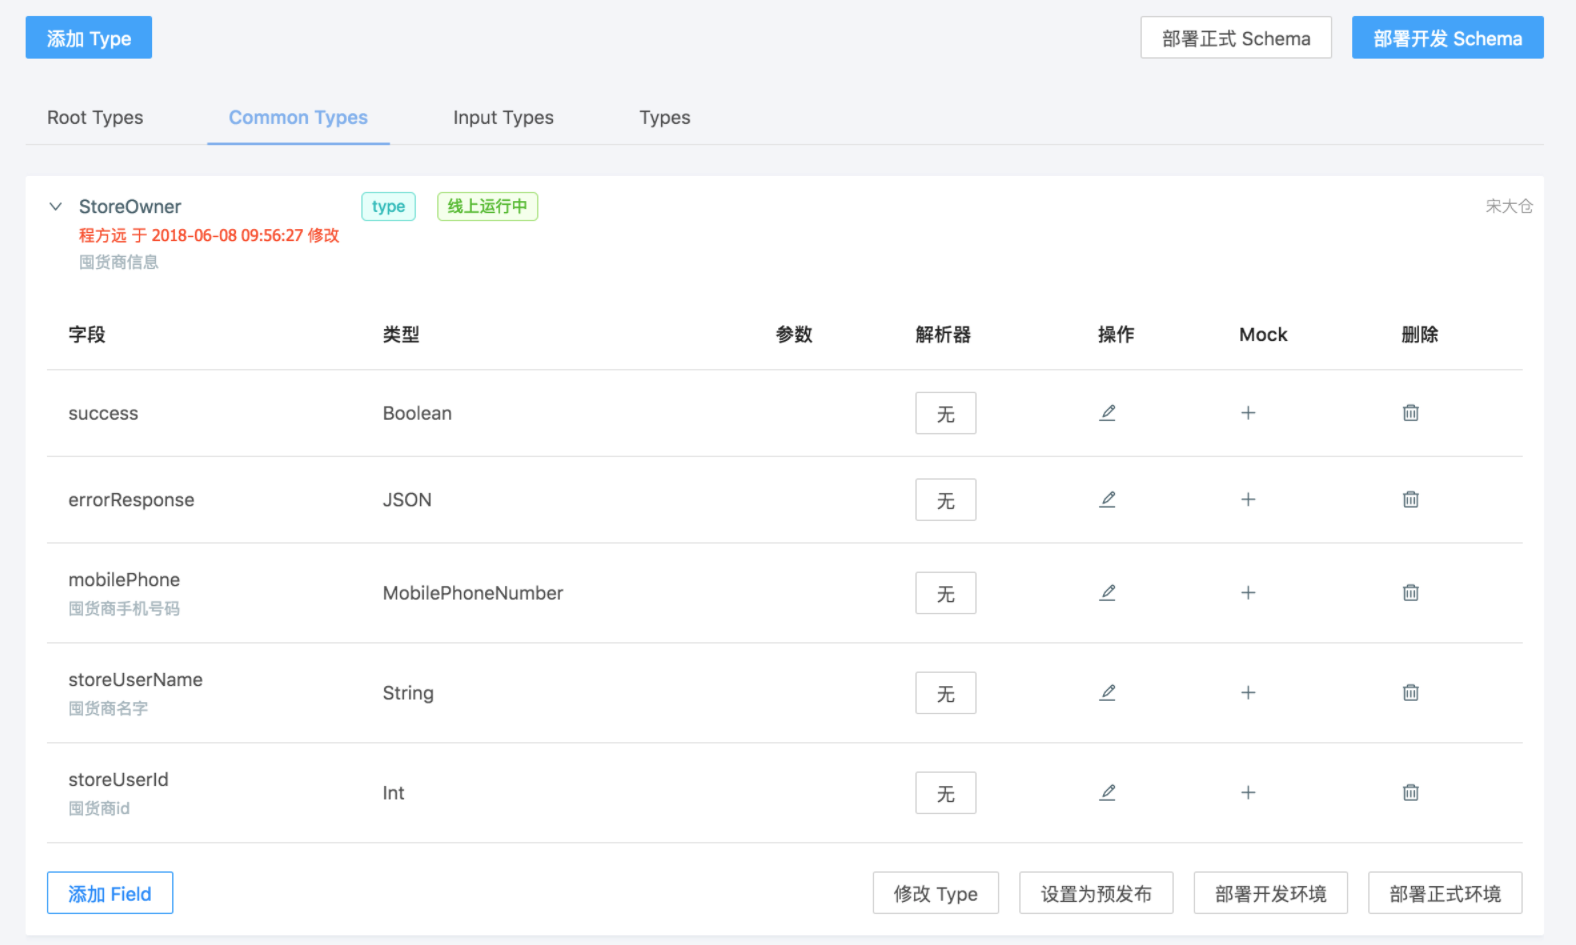 添加 Type
部署正式 Schema
部署开发 Schema
Root Types
Common Types
Input Types
Types
StoreOwner
type
线上运行中
宋大仓
程方远 于 2018-06-08 09:56:27 修改
囤货商信息
字段
类型
参数
解析器
操作
Mock
删除
success
Boolean
无
errorResponse
JSON
无
mobilePhone
囤货商手机号码
MobilePhoneNumber
无
storeUserName
囤货商名字
String
无
storeUserId
囤货商id
Int
无
添加 Field
修改 Type
设置为预发布
部署开发环境
部署正式环境